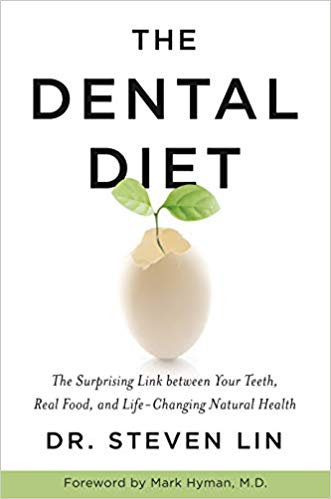 THE
DENTAL
DIET
The Surprising Link between Your Teeth,
Real Food, and Life-Changing Natural Health
DR. STEVEN LIN
Foreword by Mark Hyman, M.D.